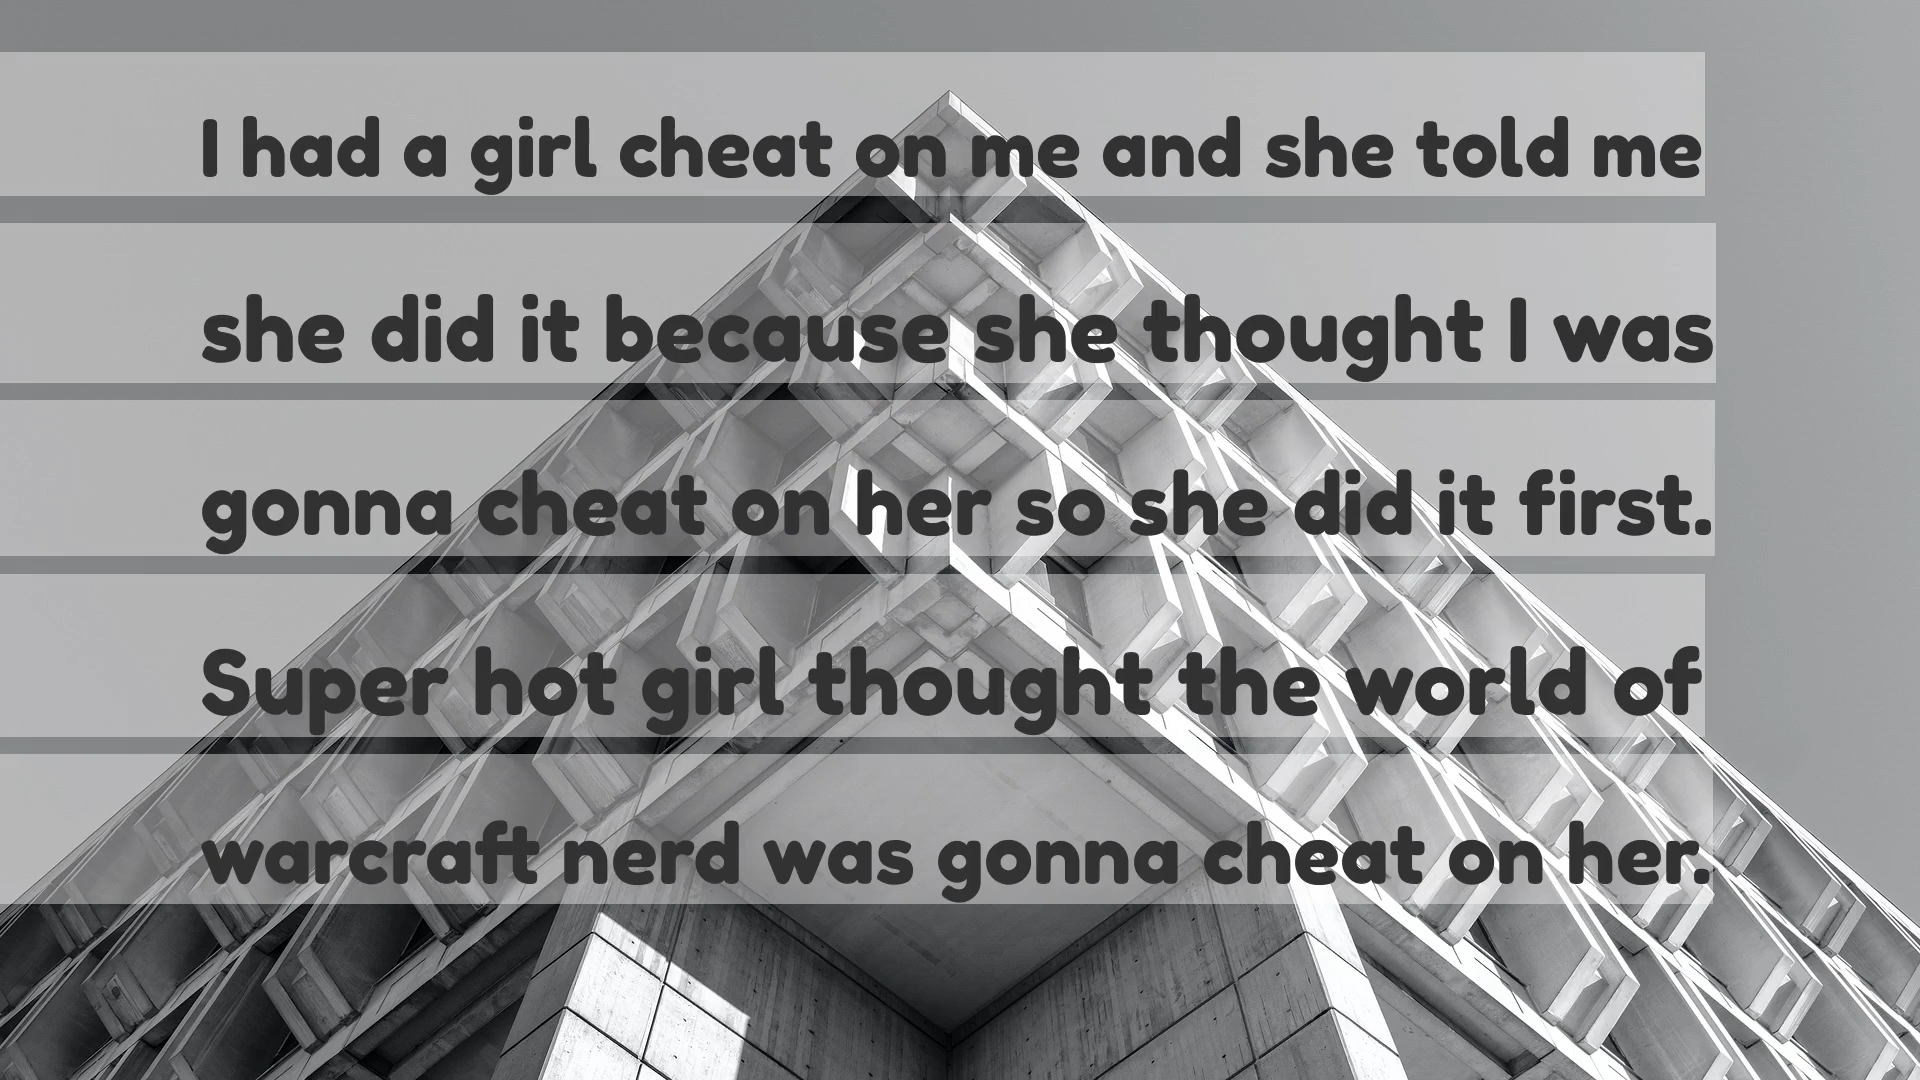 I had a girl cheat on me and she told me
she did it because she thought I was
gonna cheat on her so she did it first.
Super hot girl thought the world of
warcraft nerd was gonna cheat on her.